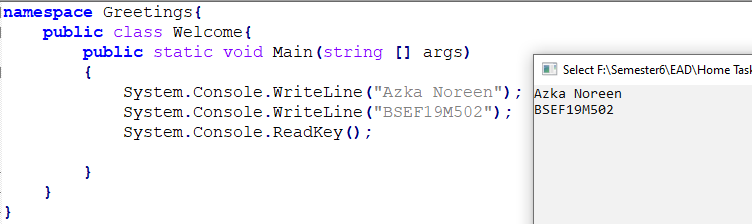 namespace Greetings{
public class Welcome{
public static void Main(string [] args)
{
System.Console.WriteLine("Azka Noreen");
System.Console.WriteLine("BSEF19M502");
System.Console.ReadKey();
}
}
}
Select F:\Semester6\EAD\Home Task
Azka Noreen
BSEF19M502